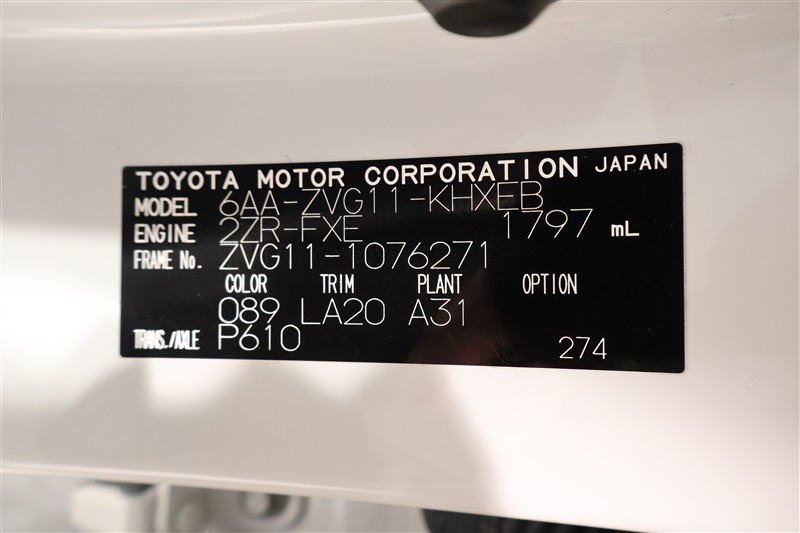 TOYOTA MOTOR CORPORATION JAPAN
MODEL 6AA-ZVG11-KHXEB
ENGINE 2ZR-FXE 1797 mL
FRAME No. ZVG11-1076271
COLOR TRIM PLANT OPTION
089 LA20 A31
TRANS./AXLE P610
274